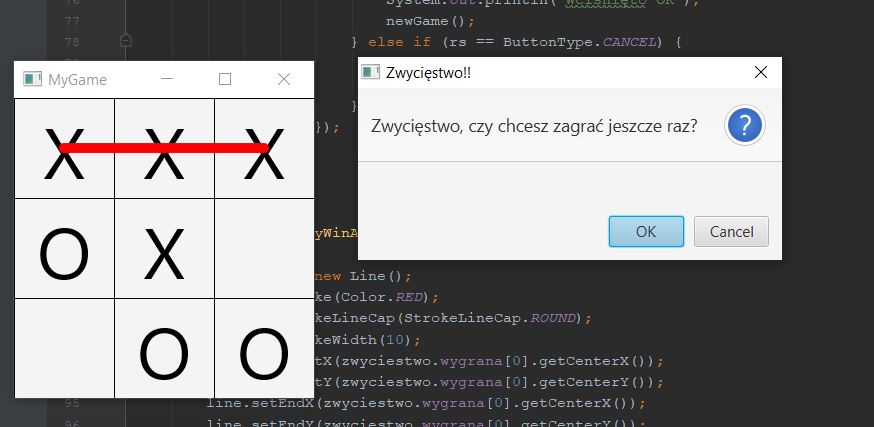 76 System.out.println("Wciśnięto OK");
77 newGame();
78 } else if (rs == ButtonType.CANCEL) {
MyGame
X X X
O X
O O
Zwycięstwo!!
Zwycięstwo, czy chcesz zagrać jeszcze raz?
OK Cancel
}
});
yWinA
new Line();
ke(Color.RED);
keLineCap(StrokeLineCap.ROUND);
keWidth(10);
tX(zwyciestwo.wygrana[0].getCenterX());
tY(zwyciestwo.wygrana[0].getCenterY());
95 line.setEndX(zwyciestwo.wygrana[0].getCenterX());
96 line.setEndY(zwyciestwo.wygrana[0].getCenterY());